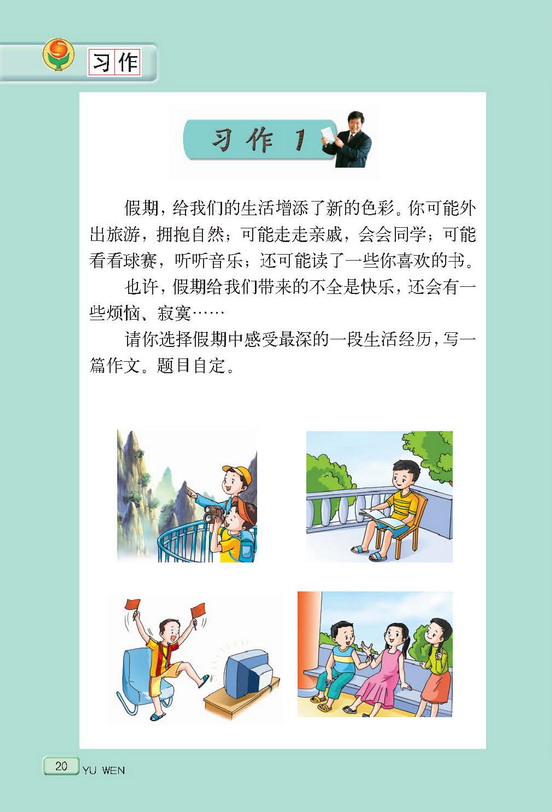 习作
习作1
假期，给我们的生活增添了新的色彩。你可能外
出旅游，拥抱自然；可能走走亲戚，会会同学；可能
看看球赛，听听音乐；还可能读了一些你喜欢的书。
也许，假期给我们带来的不全是快乐，还会有一
些烦恼、寂寞……
请你选择假期中感受最深的一段生活经历，写一
篇作文。题目自定。
20 YU WEN